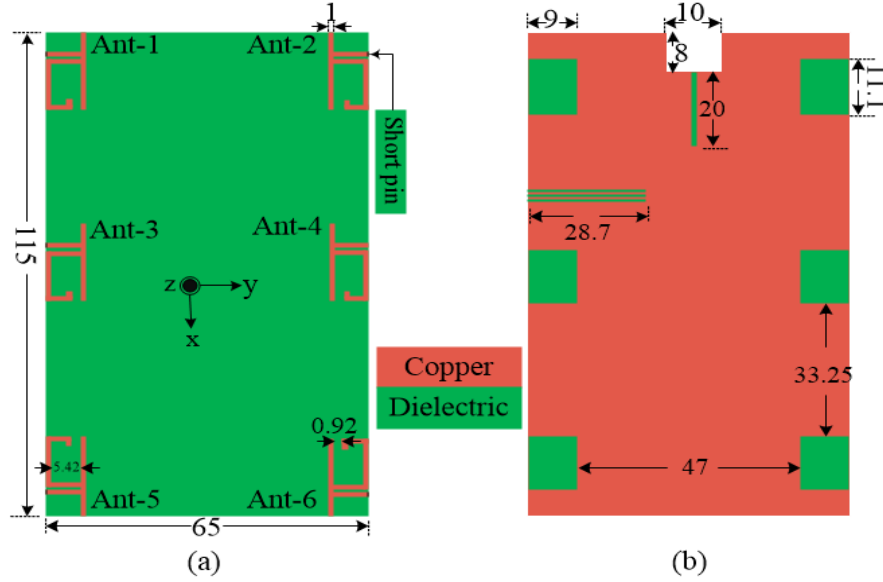 1
9
10
Ant-1
Ant-2
8
11.1
20
Short pin
115
Ant-3
Ant-4
28.7
z
y
x
Copper
Dielectric
33.25
0.92
5.42
47
Ant-5
Ant-6
65
(a)
(b)